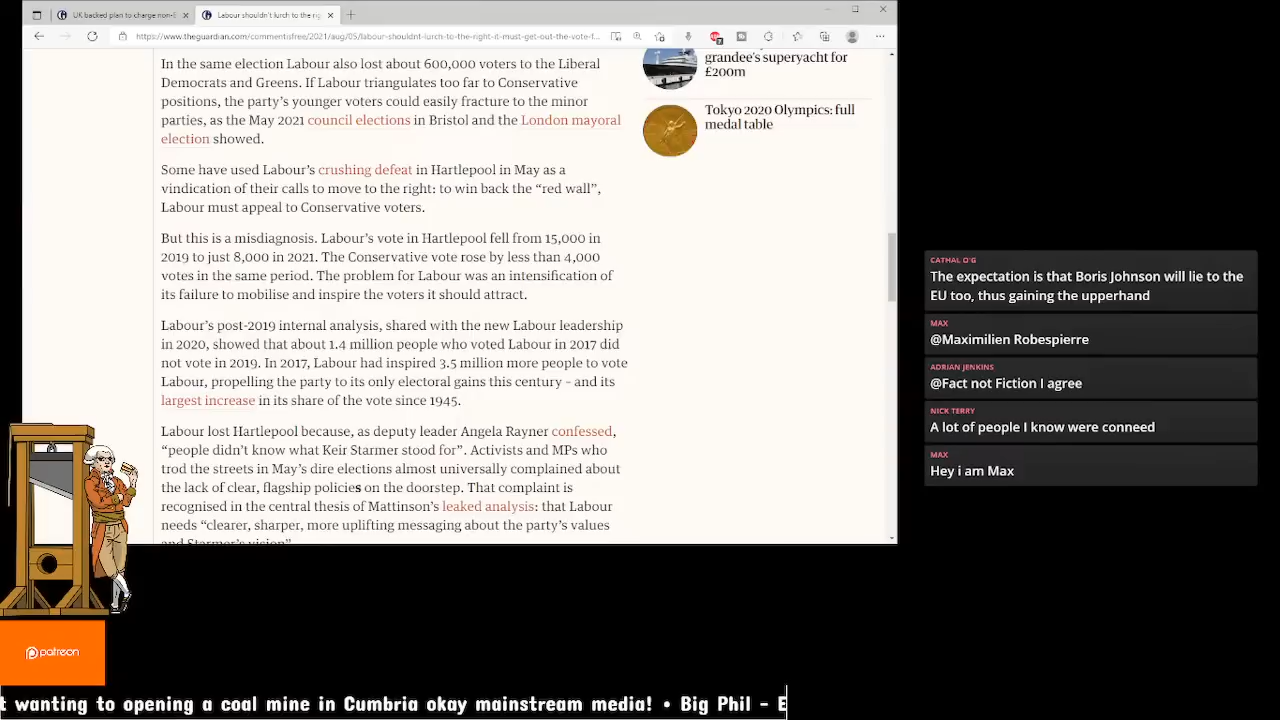 UK backed plan to charge non-E
Labour shouldn't lurch to the rig
https://www.theguardian.com/commentisfree/2021/aug/05/labour-shouldnt-lurch-to-the-right-it-must-get-out-the-vote-f...
7
In the same election Labour also lost about 600,000 voters to the Liberal
Democrats and Greens. If Labour triangulates too far to Conservative
positions, the party's younger voters could easily fracture to the minor
parties, as the May 2021 council elections in Bristol and the London mayoral
election showed.
Some have used Labour's crushing defeat in Hartlepool in May as a
vindication of their calls to move to the right: to win back the “red wall”,
Labour must appeal to Conservative voters.
But this is a misdiagnosis. Labour's vote in Hartlepool fell from 15,000 in
2019 to just 8,000 in 2021. The Conservative vote rose by less than 4,000
votes in the same period. The problem for Labour was an intensification of
its failure to mobilise and inspire the voters it should attract.
Labour's post-2019 internal analysis, shared with the new Labour leadership
in 2020, showed that about 1.4 million people who voted Labour in 2017 did
not vote in 2019. In 2017, Labour had inspired 3.5 million more people to vote
Labour, propelling the party to its only electoral gains this century – and its
largest increase in its share of the vote since 1945.
Labour lost Hartlepool because, as deputy leader Angela Rayner confessed,
“people didn't know what Keir Starmer stood for”. Activists and MPs who
trod the streets in May's dire elections almost universally complained about
the lack of clear, flagship policies on the doorstep. That complaint is
recognised in the central thesis of Mattinson's leaked analysis: that Labour
needs “clearer, sharper, more uplifting messaging about the party's values
and Starmer's vision”
grandee's superyacht for
£200m
Tokyo 2020 Olympics: full
medal table
CATHAL O'G
The expectation is that Boris Johnson will lie to the
EU too, thus gaining the upperhand
MAX
@Maximilien Robespierre
ADRIAN JENKINS
@Fact not Fiction I agree
NICK TERRY
A lot of people I know were conneed
MAX
Hey i am Max
patreon
t wanting to opening a coal mine in Cumbria okay mainstream media! • Big Phil - E